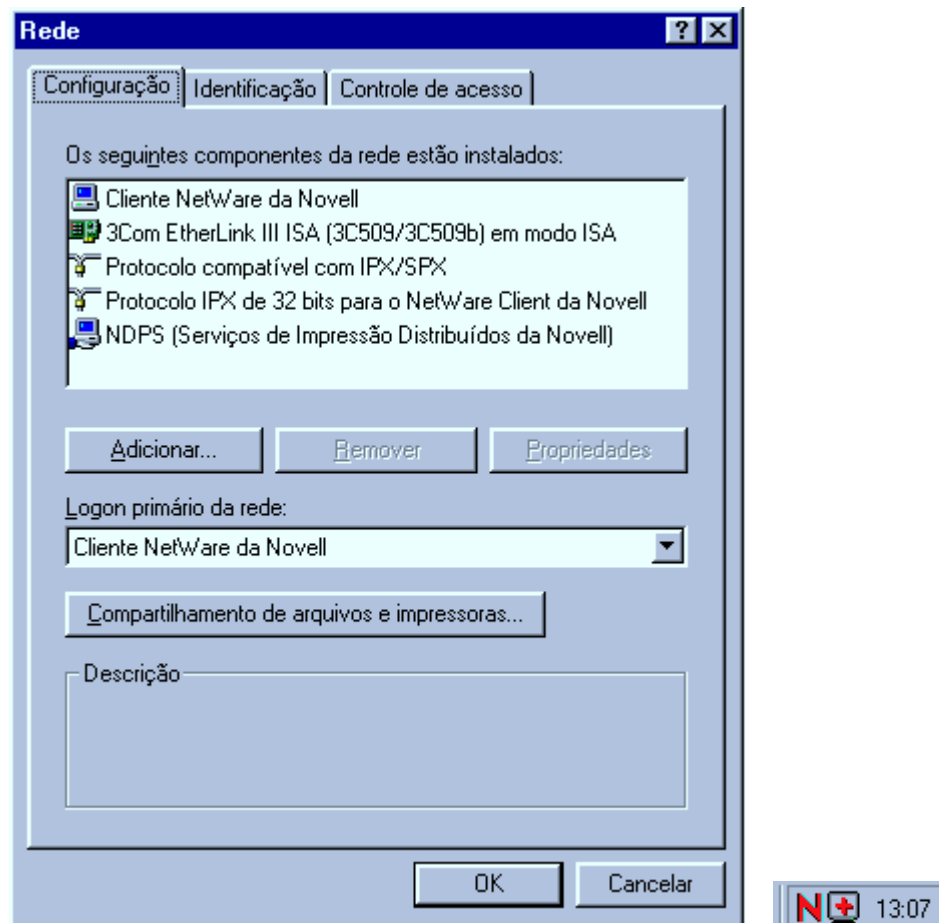 Rede
Configuração Identificação Controle de acesso
Os seguintes componentes da rede estão instalados:
Cliente NetWare da Novell
3Com EtherLink III ISA (3C509/3C509b) em modo ISA
Protocolo compatível com IPX/SPX
Protocolo IPX de 32 bits para o NetWare Client da Novell
NDPS (Serviços de Impressão Distribuídos da Novell)
Adicionar... Remover Propriedades
Logon primário da rede:
Cliente NetWare da Novell
Compartilhamento de arquivos e impressoras...
Descrição
OK Cancelar
N 13:07